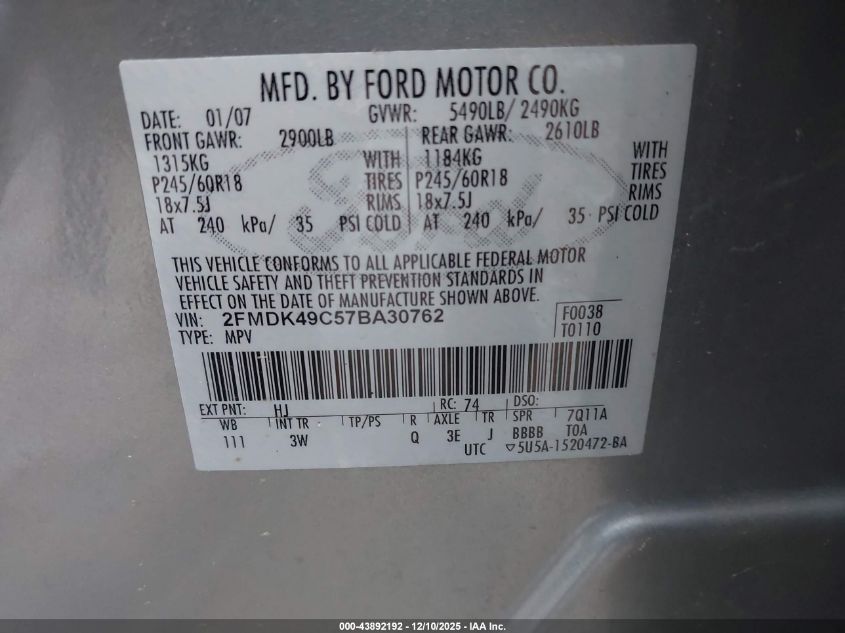 MFD. BY FORD MOTOR CO.
DATE: 01/07 GVWR: 5490LB/ 2490KG
FRONT GAWR: 2900LB REAR GAWR: 2610LB
1315KG WITH 1184KG WITH
P245/60R18 TIRES P245/60R18 TIRES
18x7.5J RIMS 18x7.5J RIMS
AT 240 kPa/ 35 PSI COLD AT 240 kPa/ 35 PSI COLD
THIS VEHICLE CONFORMS TO ALL APPLICABLE FEDERAL MOTOR
VEHICLE SAFETY AND THEFT PREVENTION STANDARDS IN
EFFECT ON THE DATE OF MANUFACTURE SHOWN ABOVE.
VIN: 2FMDK49C57BA30762 F0038
TYPE: MPV T0110
EXT PNT: HJ RC: 74 DSO:
WB INT TR TP/PS R AXLE TR SPR 7Q11A
111 3W Q 3E J BBBB TOA
UTC ▽5U5A-1520472-BA
Ford
000-43892192 - 12/10/2025 - IAA Inc.